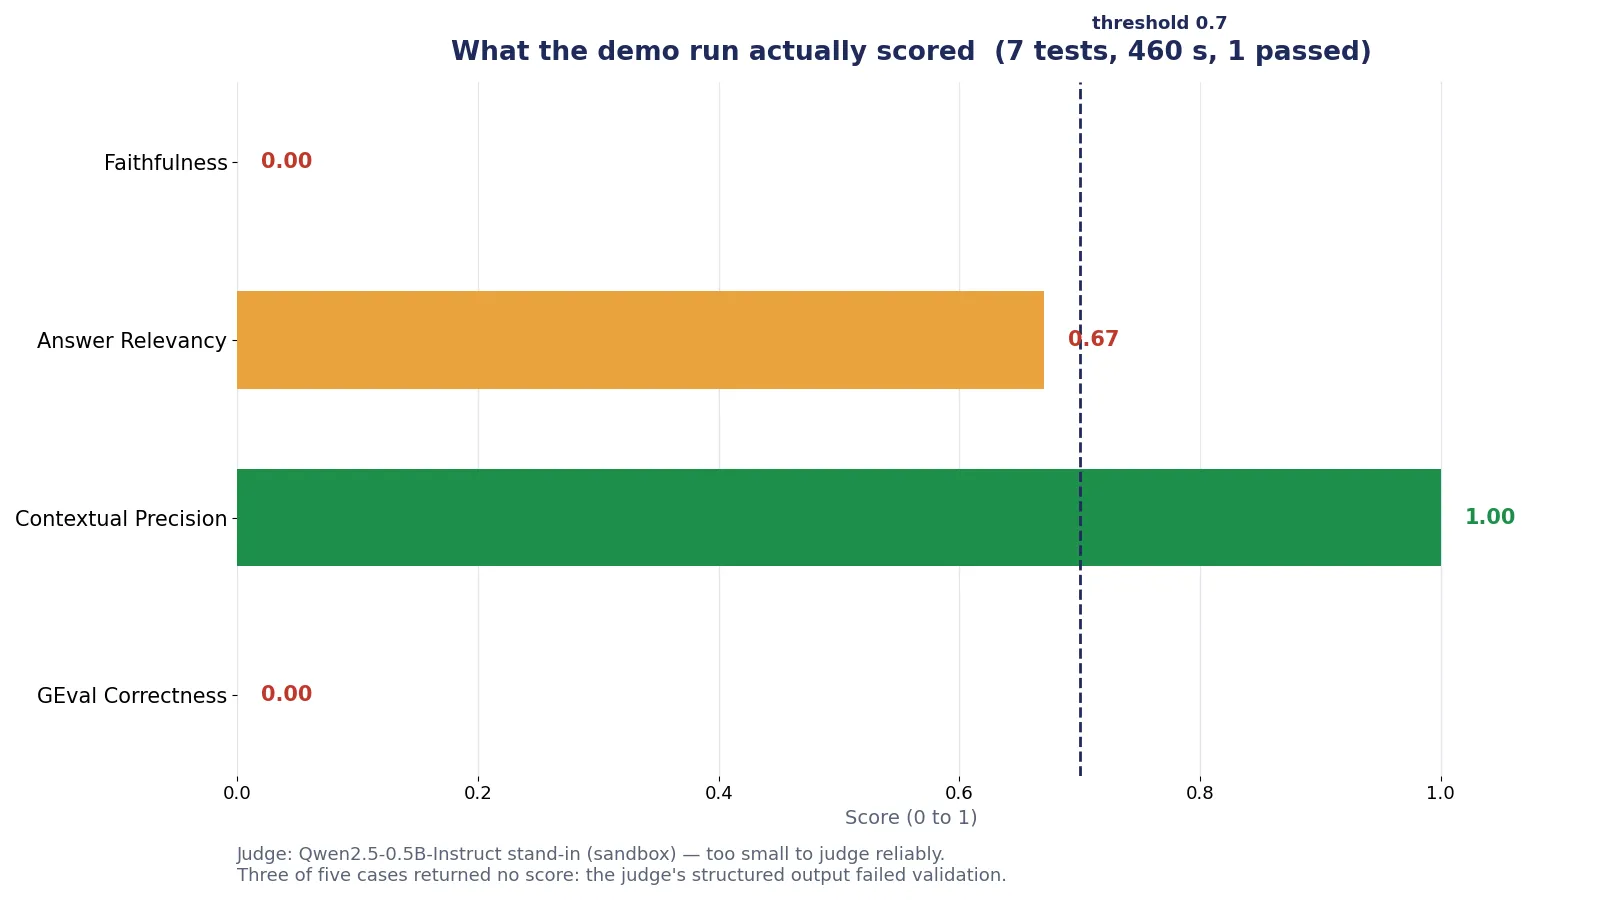 threshold 0.7
What the demo run actually scored (7 tests, 460 s, 1 passed)
Faithfulness
0.00
Answer Relevancy
0.67
Contextual Precision
1.00
GEval Correctness
0.00
0.0 0.2 0.4 0.6 0.8 1.0
Score (0 to 1)
Judge: Qwen2.5-0.5B-Instruct stand-in (sandbox) — too small to judge reliably.
Three of five cases returned no score: the judge's structured output failed validation.